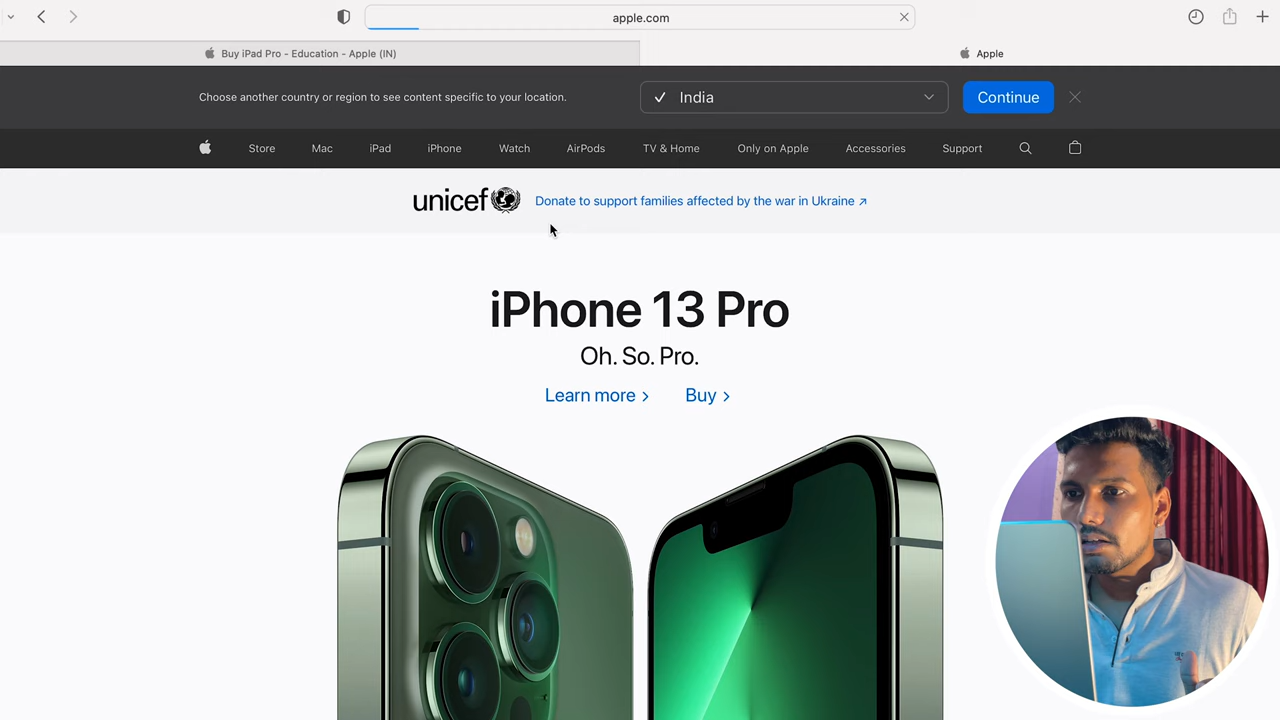 apple.com
Buy iPad Pro - Education - Apple (IN)
Apple
Choose another country or region to see content specific to your location.
India
Continue
Store
Mac
iPad
iPhone
Watch
AirPods
TV & Home
Only on Apple
Accessories
Support
unicef
Donate to support families affected by the war in Ukraine ↗
iPhone 13 Pro
Oh. So. Pro.
Learn more >
Buy >